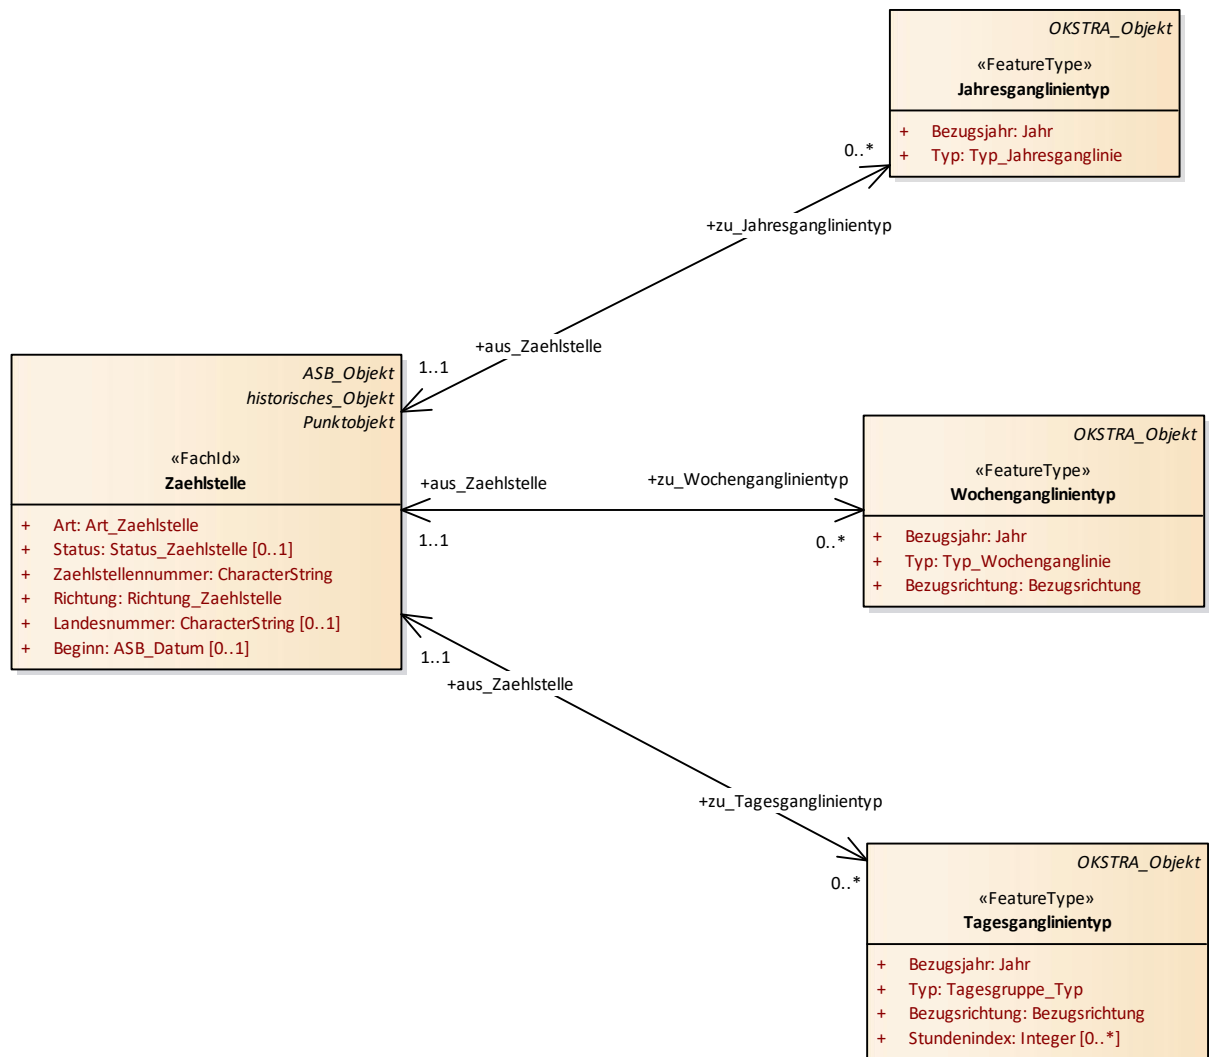 OKSTRA_Objekt
«FeatureType»
Jahresganglinientyp
+ Bezugsjahr: Jahr
+ Typ: Typ_Jahresganglinie
0..*
+zu_Jahresganglinientyp
+aus_Zaehlstelle
1..1
ASB_Objekt
historisches_Objekt
Punktobjekt
«FachId»
Zaehlstelle
+ Art: Art_Zaehlstelle
+ Status: Status_Zaehlstelle [0..1]
+ Zaehlstellennummer: CharacterString
+ Richtung: Richtung_Zaehlstelle
+ Landesnummer: CharacterString [0..1]
+ Beginn: ASB_Datum [0..1]
+aus_Zaehlstelle
1..1
+zu_Wochenganglinientyp
0..*
OKSTRA_Objekt
«FeatureType»
Wochenganglinientyp
+ Bezugsjahr: Jahr
+ Typ: Typ_Wochenganglinie
+ Bezugsrichtung: Bezugsrichtung
1..1
+aus_Zaehlstelle
+zu_Tagesganglinientyp
0..*
OKSTRA_Objekt
«FeatureType»
Tagesganglinientyp
+ Bezugsjahr: Jahr
+ Typ: Tagesgruppe_Typ
+ Bezugsrichtung: Bezugsrichtung
+ Stundenindex: Integer [0..*]